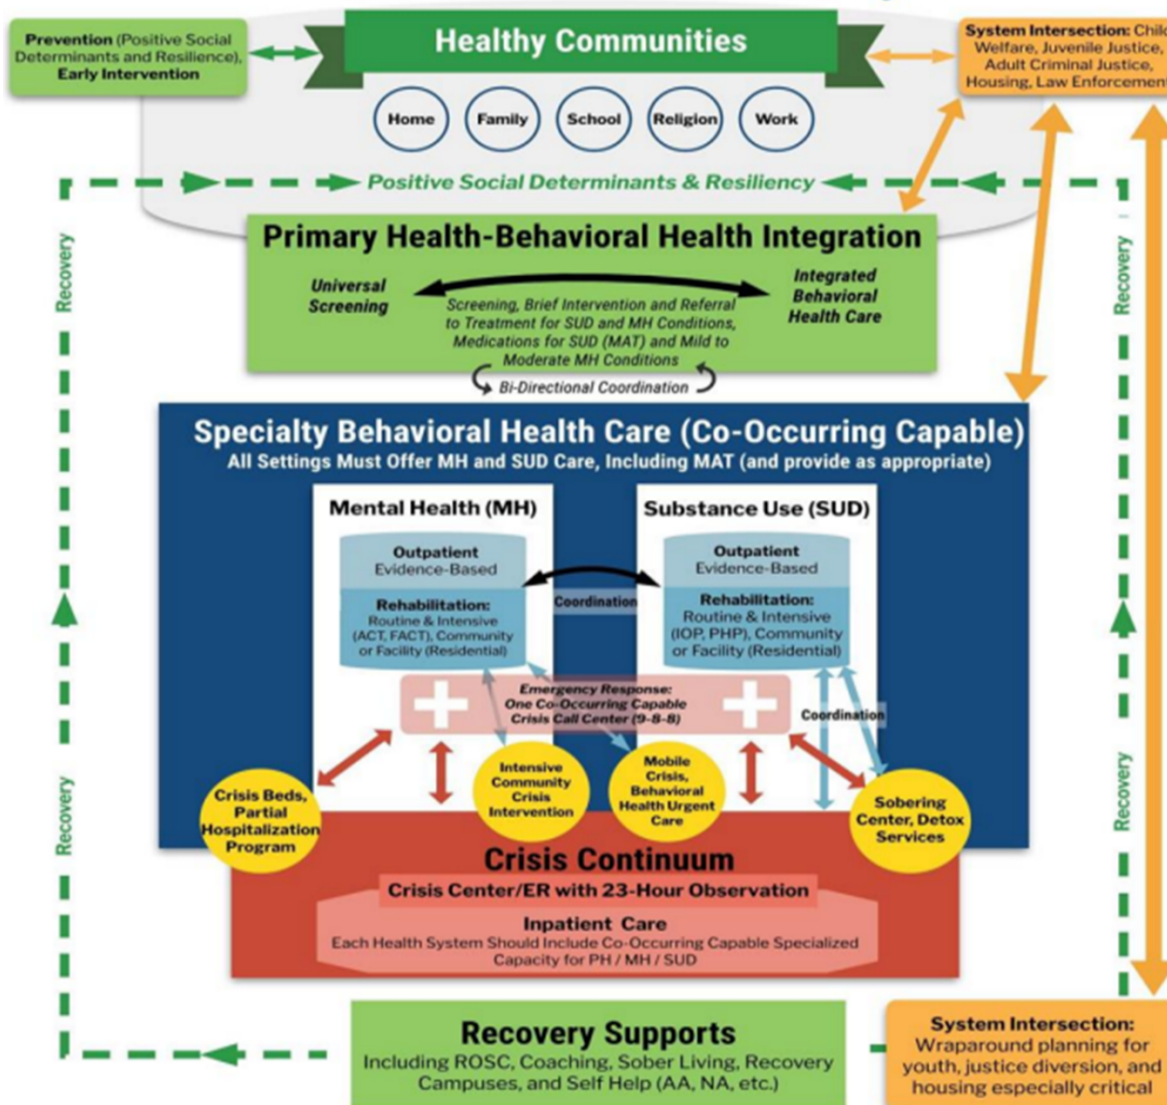 Healthy Communities
Prevention (Positive Social
Determinants and Resilience),
Early Intervention
System Intersection: Child
Welfare, Juvenile Justice,
Adult Criminal Justice,
Housing, Law Enforcement
Home
Family
School
Religion
Work
Positive Social Determinants & Resiliency
Primary Health-Behavioral Health Integration
Universal
Screening
Integrated
Behavioral
Health Care
Screening, Brief Intervention and Referral
to Treatment for SUD and MH Conditions,
Medications for SUD (MAT) and Mild to
Moderate MH Conditions
Bi-Directional Coordination
Recovery
Recovery
Specialty Behavioral Health Care (Co-Occurring Capable)
All Settings Must Offer MH and SUD Care, Including MAT (and provide as appropriate)
Mental Health (MH)
Outpatient
Evidence-Based
Rehabilitation:
Routine & Intensive
(ACT, FACT), Community
or Facility (Residential)
Coordination
Substance Use (SUD)
Outpatient
Evidence-Based
Rehabilitation:
Routine & Intensive
(IOP, PHP), Community
or Facility (Residential)
Emergency Response:
One Co-Occurring Capable
Crisis Call Center (9-8-8)
Coordination
Crisis Beds,
Partial
Hospitalization
Program
Intensive
Community
Crisis
Intervention
Mobile
Crisis,
Behavioral
Health Urgent
Care
Sobering
Center, Detox
Services
Recovery
Recovery
Crisis Continuum
Crisis Center/ER with 23-Hour Observation
Inpatient Care
Each Health System Should Include Co-Occurring Capable Specialized
Capacity for PH / MH / SUD
Recovery Supports
Including ROSC, Coaching, Sober Living, Recovery
Campuses, and Self Help (AA, NA, etc.)
System Intersection:
Wraparound planning for
youth, justice diversion, and
housing especially critical